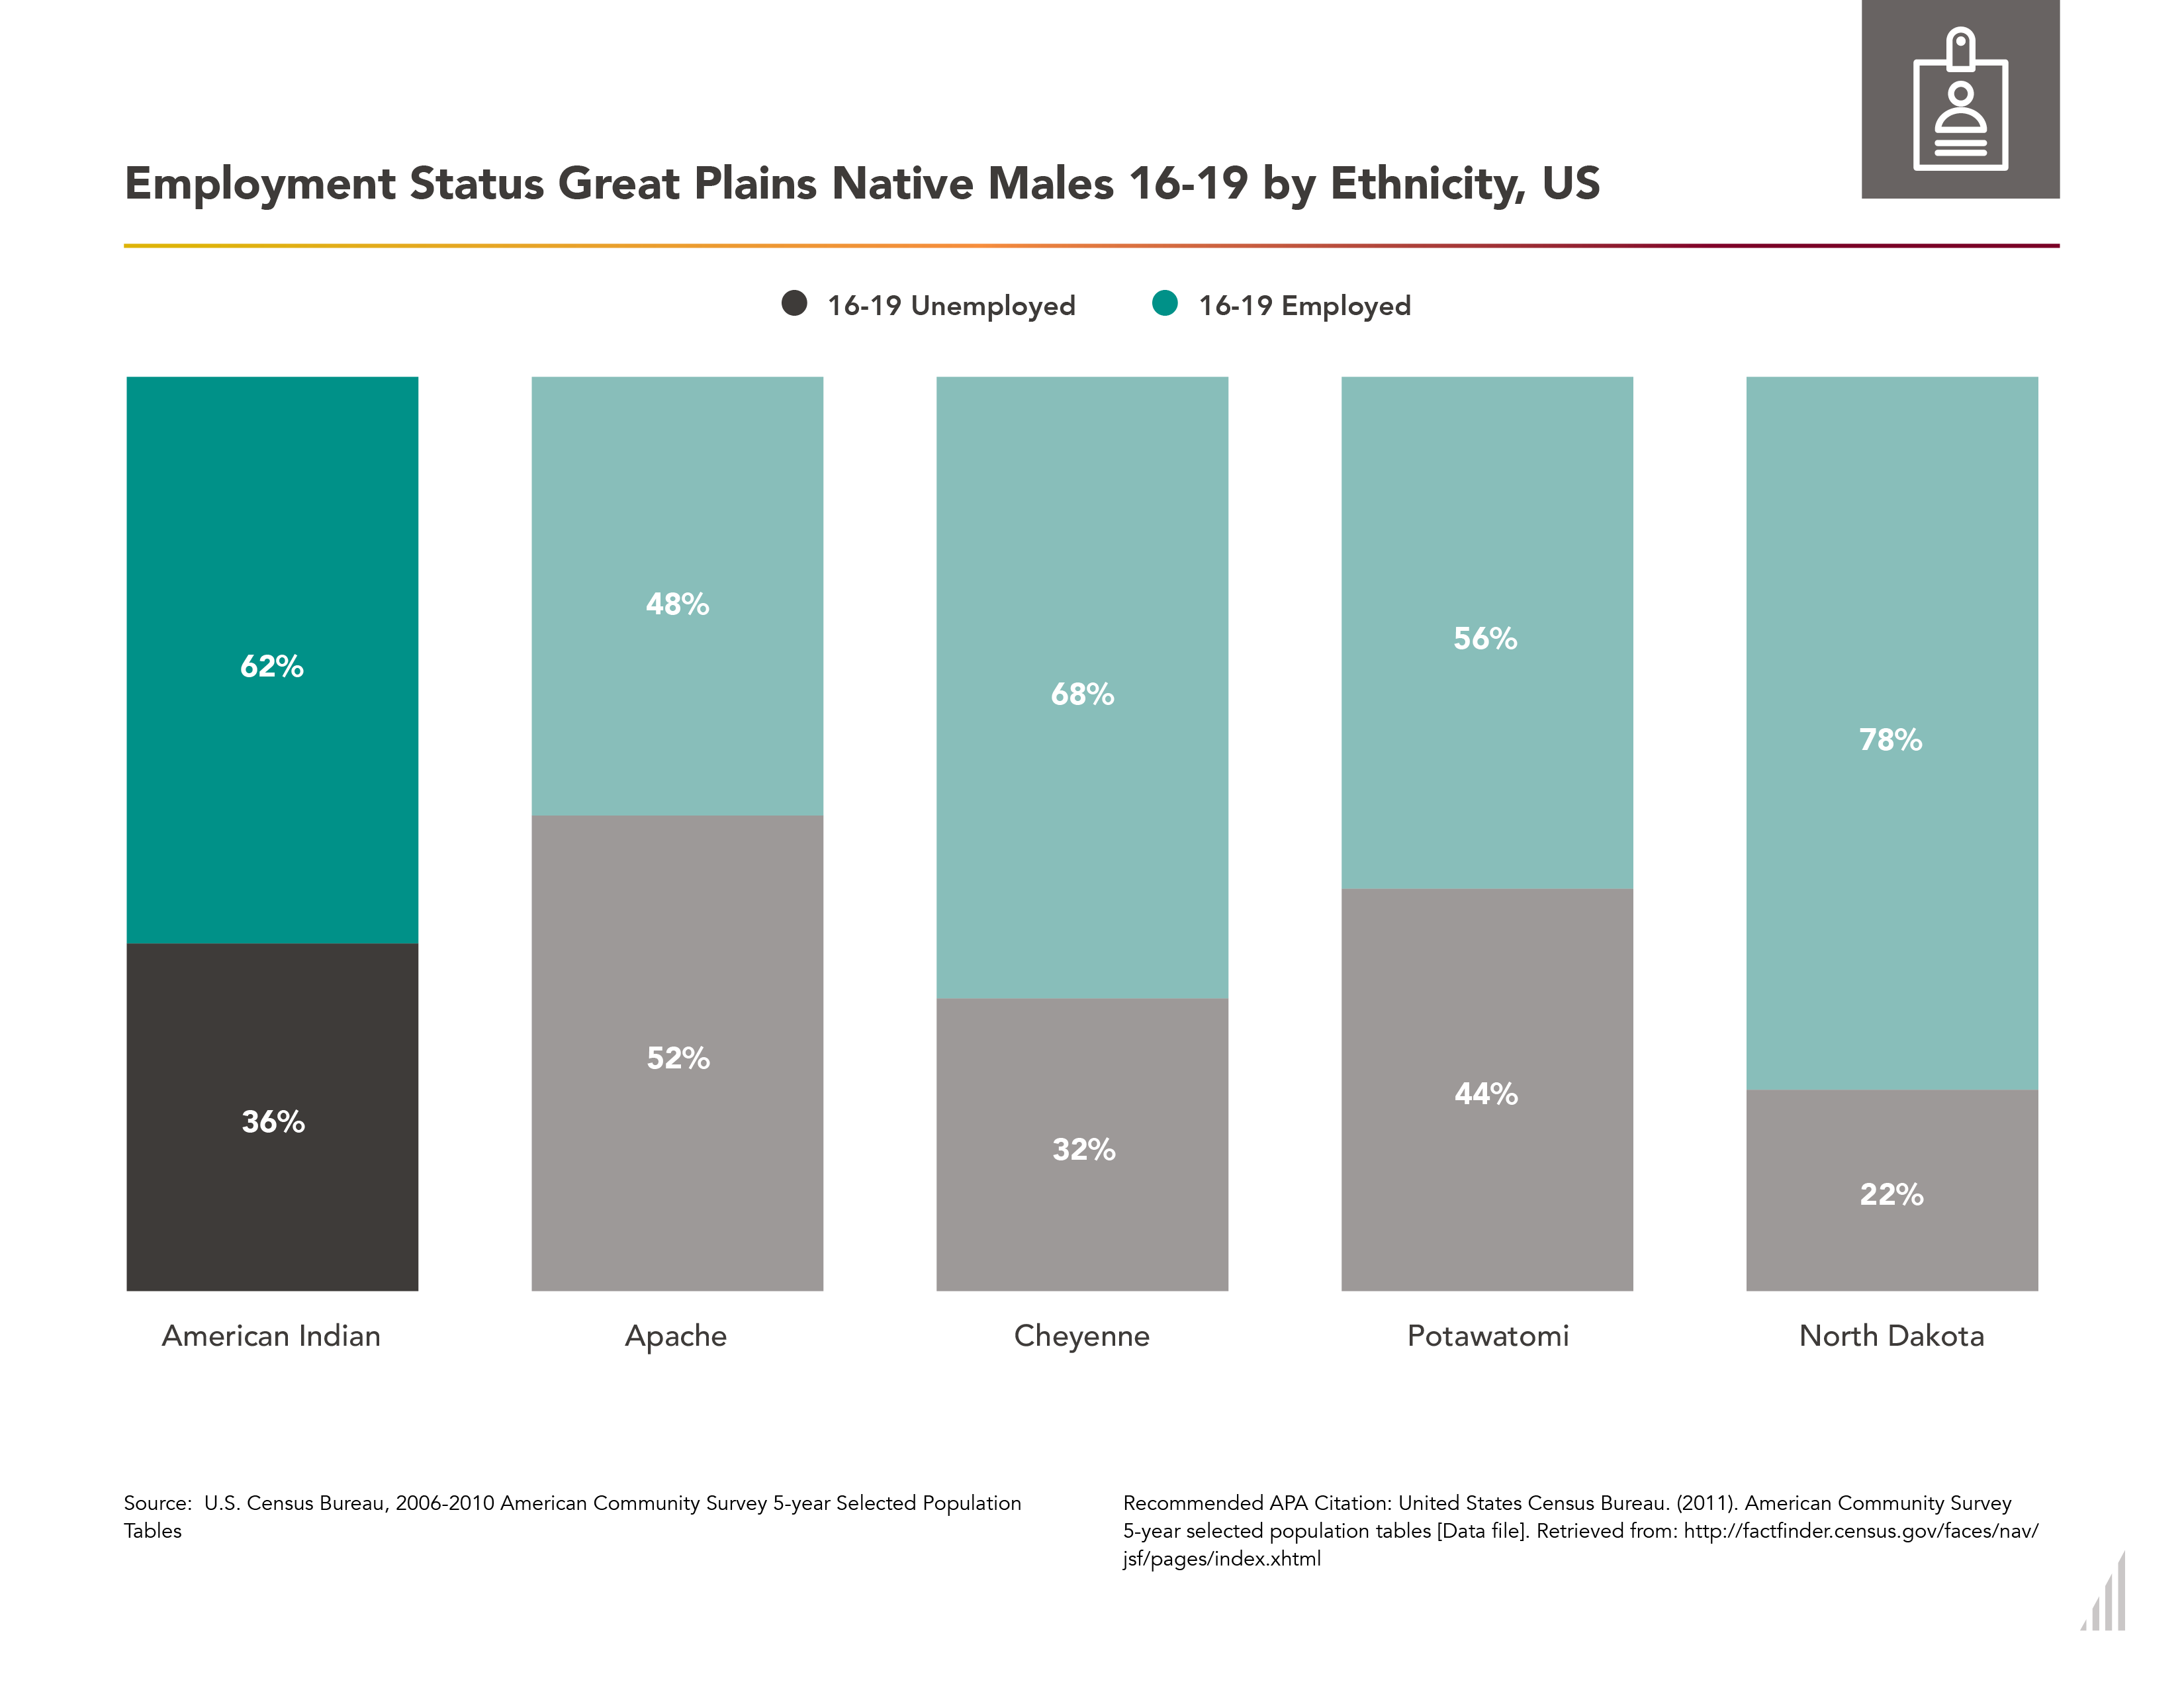 Employment Status Great Plains Native Males 16-19 by Ethnicity, US
16-19 Unemployed
16-19 Employed
62%
48%
68%
56%
78%
36%
52%
32%
44%
22%
American Indian
Apache
Cheyenne
Potawatomi
North Dakota
Source:  U.S. Census Bureau, 2006-2010 American Community Survey 5-year Selected Population
Tables
Recommended APA Citation: United States Census Bureau. (2011). American Community Survey
5-year selected population tables [Data file]. Retrieved from: http://factfinder.census.gov/faces/nav/
jsf/pages/index.xhtml